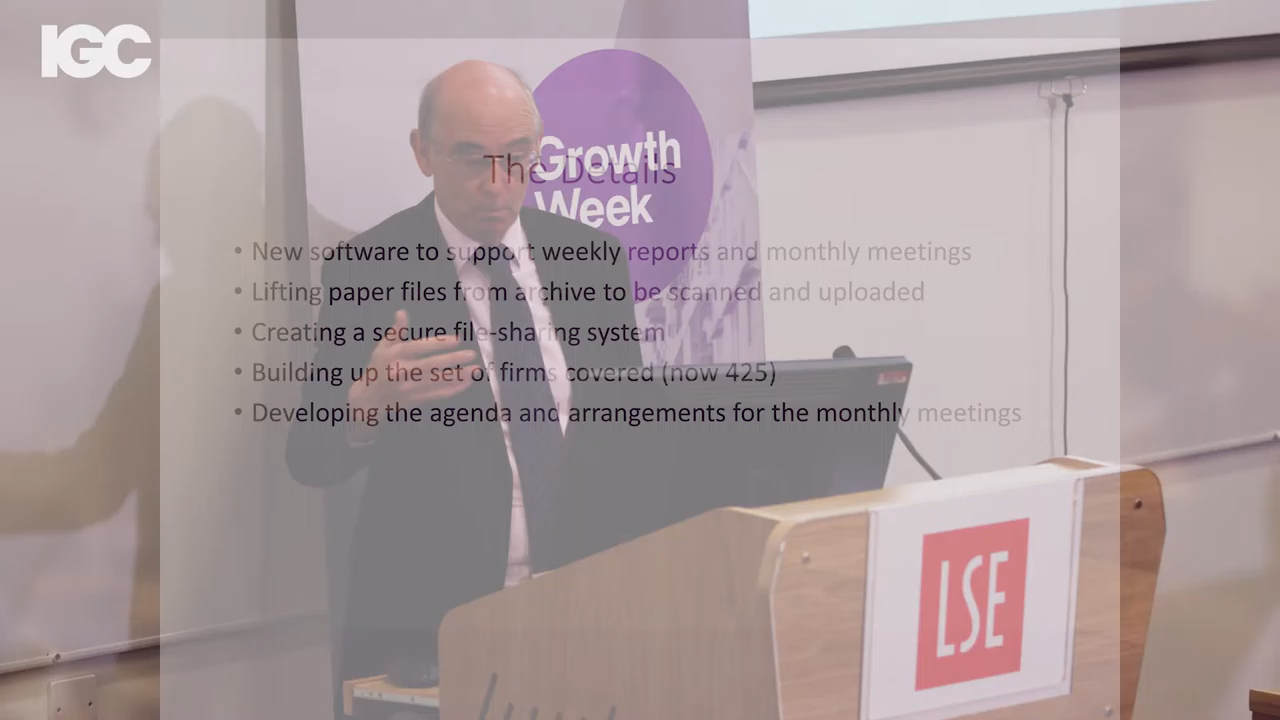 IGC
Growth
Week
The Details
• New software to support weekly reports and monthly meetings
• Lifting paper files from archive to be scanned and uploaded
• Creating a secure file-sharing system
• Building up the set of firms covered (now 425)
• Developing the agenda and arrangements for the monthly meetings
LSE